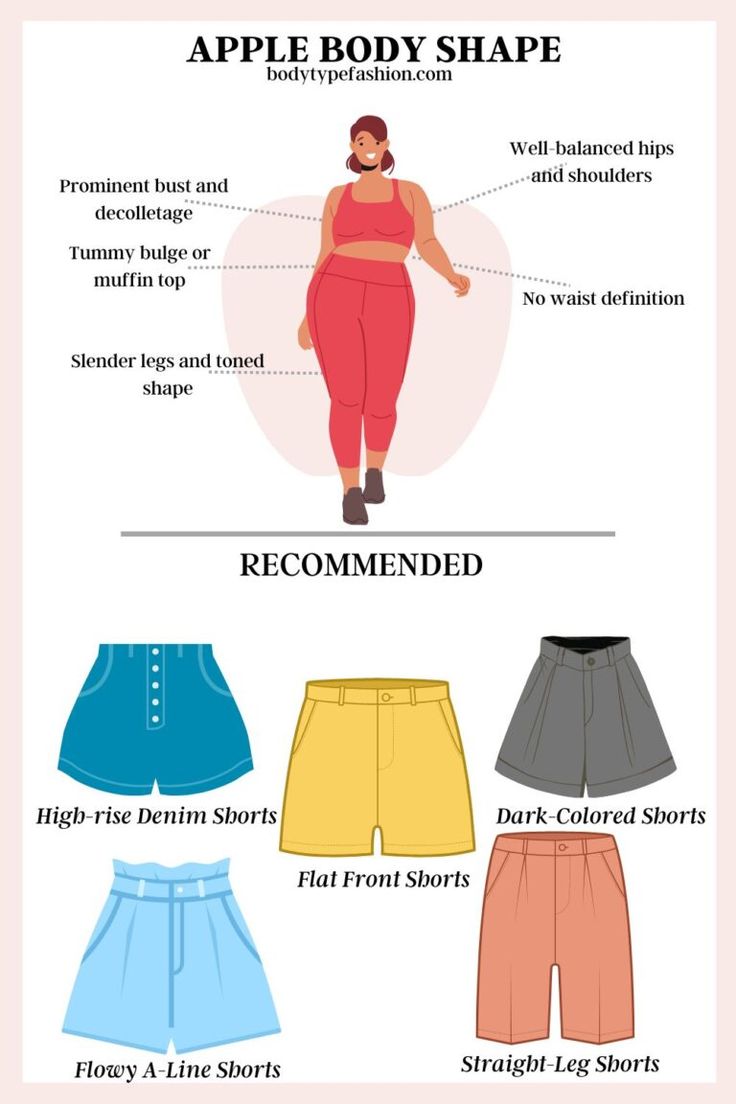 APPLE BODY SHAPE
bodytypefashion.com
Well-balanced hips
and shoulders
Prominent bust and
decolletage
Tummy bulge or
muffin top
No waist definition
Slender legs and toned
shape
RECOMMENDED
High-rise Denim Shorts
Dark-Colored Shorts
Flat Front Shorts
Flowy A-Line Shorts
Straight-Leg Shorts